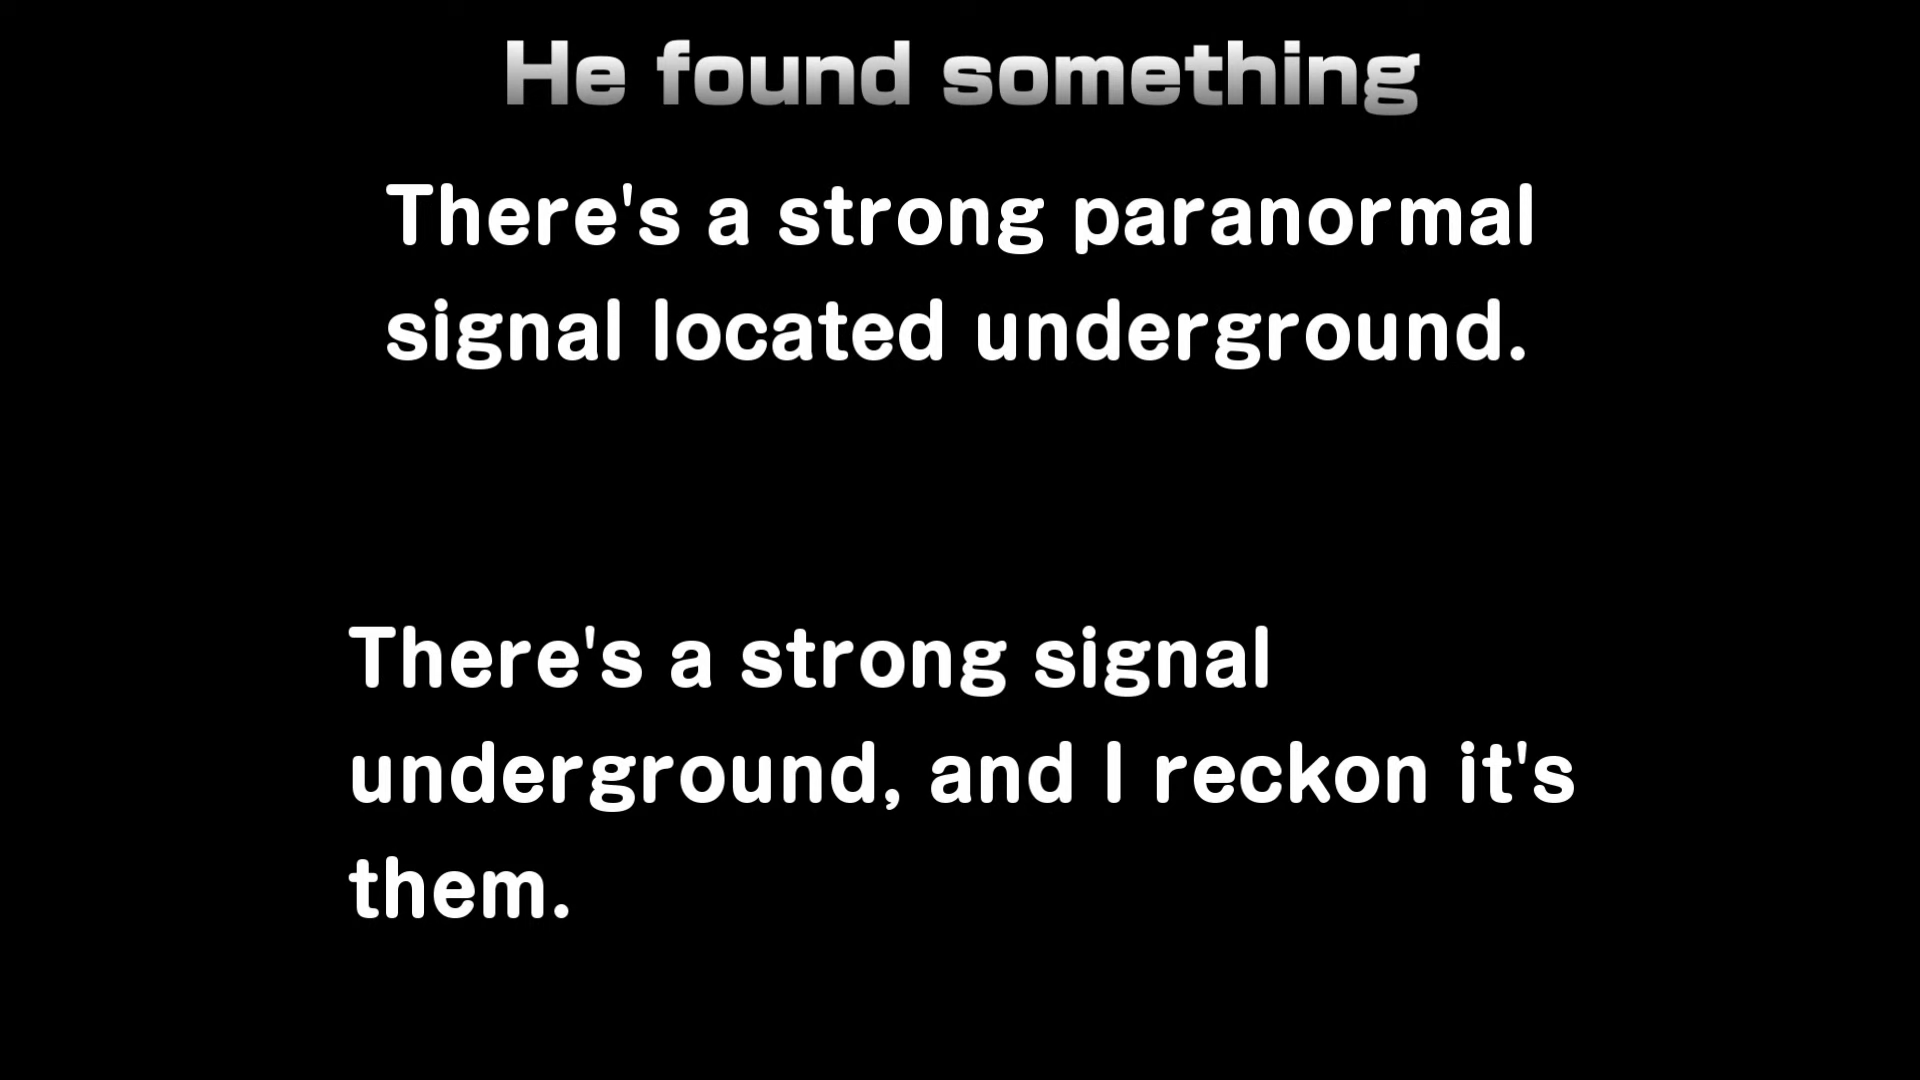 He found something
There's a strong paranormal
signal located underground.
There's a strong signal
underground, and I reckon it's
them.